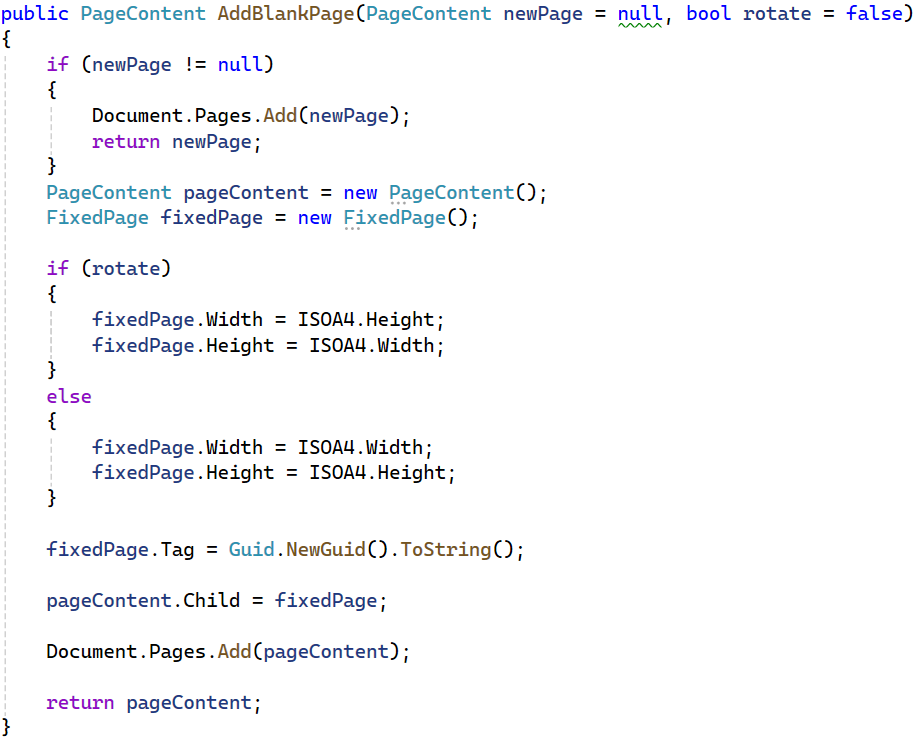 public PageContent AddBlankPage(PageContent newPage = null, bool rotate = false)
{
    if (newPage != null)
    {
        Document.Pages.Add(newPage);
        return newPage;
    }
    PageContent pageContent = new PageContent();
    FixedPage fixedPage = new FixedPage();

    if (rotate)
    {
        fixedPage.Width = ISOA4.Height;
        fixedPage.Height = ISOA4.Width;
    }
    else
    {
        fixedPage.Width = ISOA4.Width;
        fixedPage.Height = ISOA4.Height;
    }

    fixedPage.Tag = Guid.NewGuid().ToString();

    pageContent.Child = fixedPage;

    Document.Pages.Add(pageContent);

    return pageContent;
}